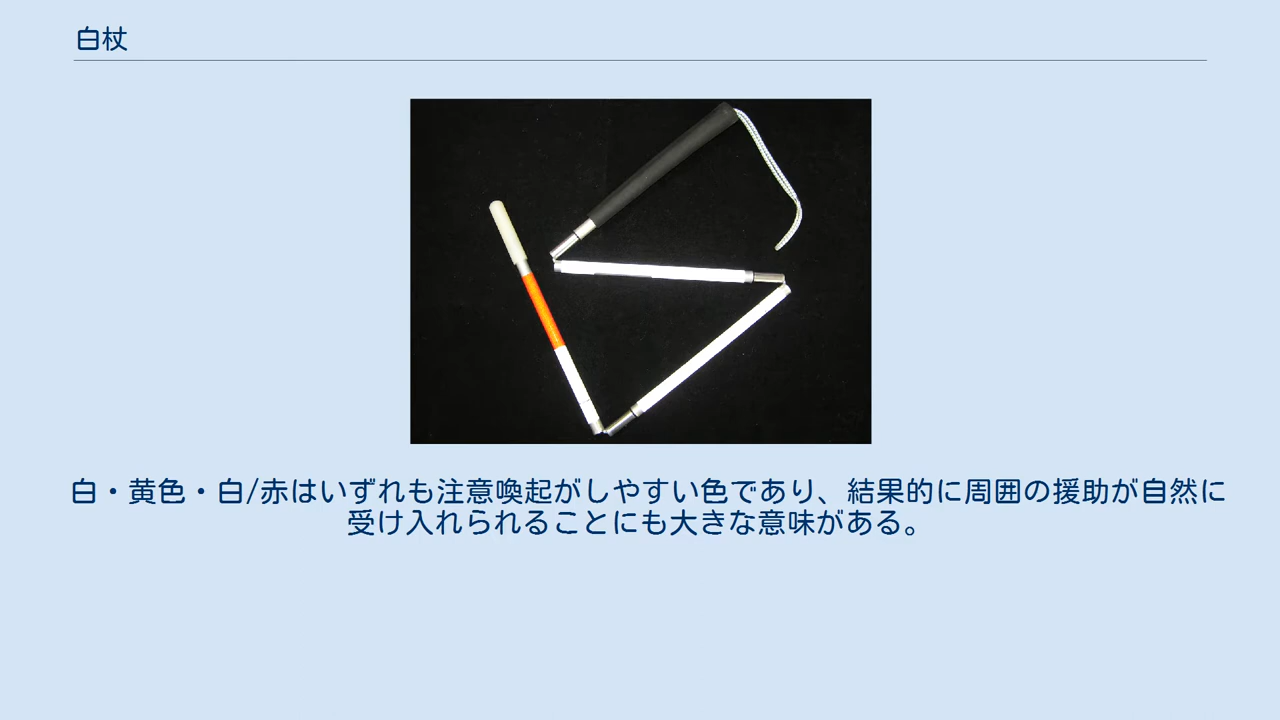 白杖
白・黄色・白/赤はいずれも注意喚起がしやすい色であり、結果的に周囲の援助が自然に
受け入れられることにも大きな意味がある。